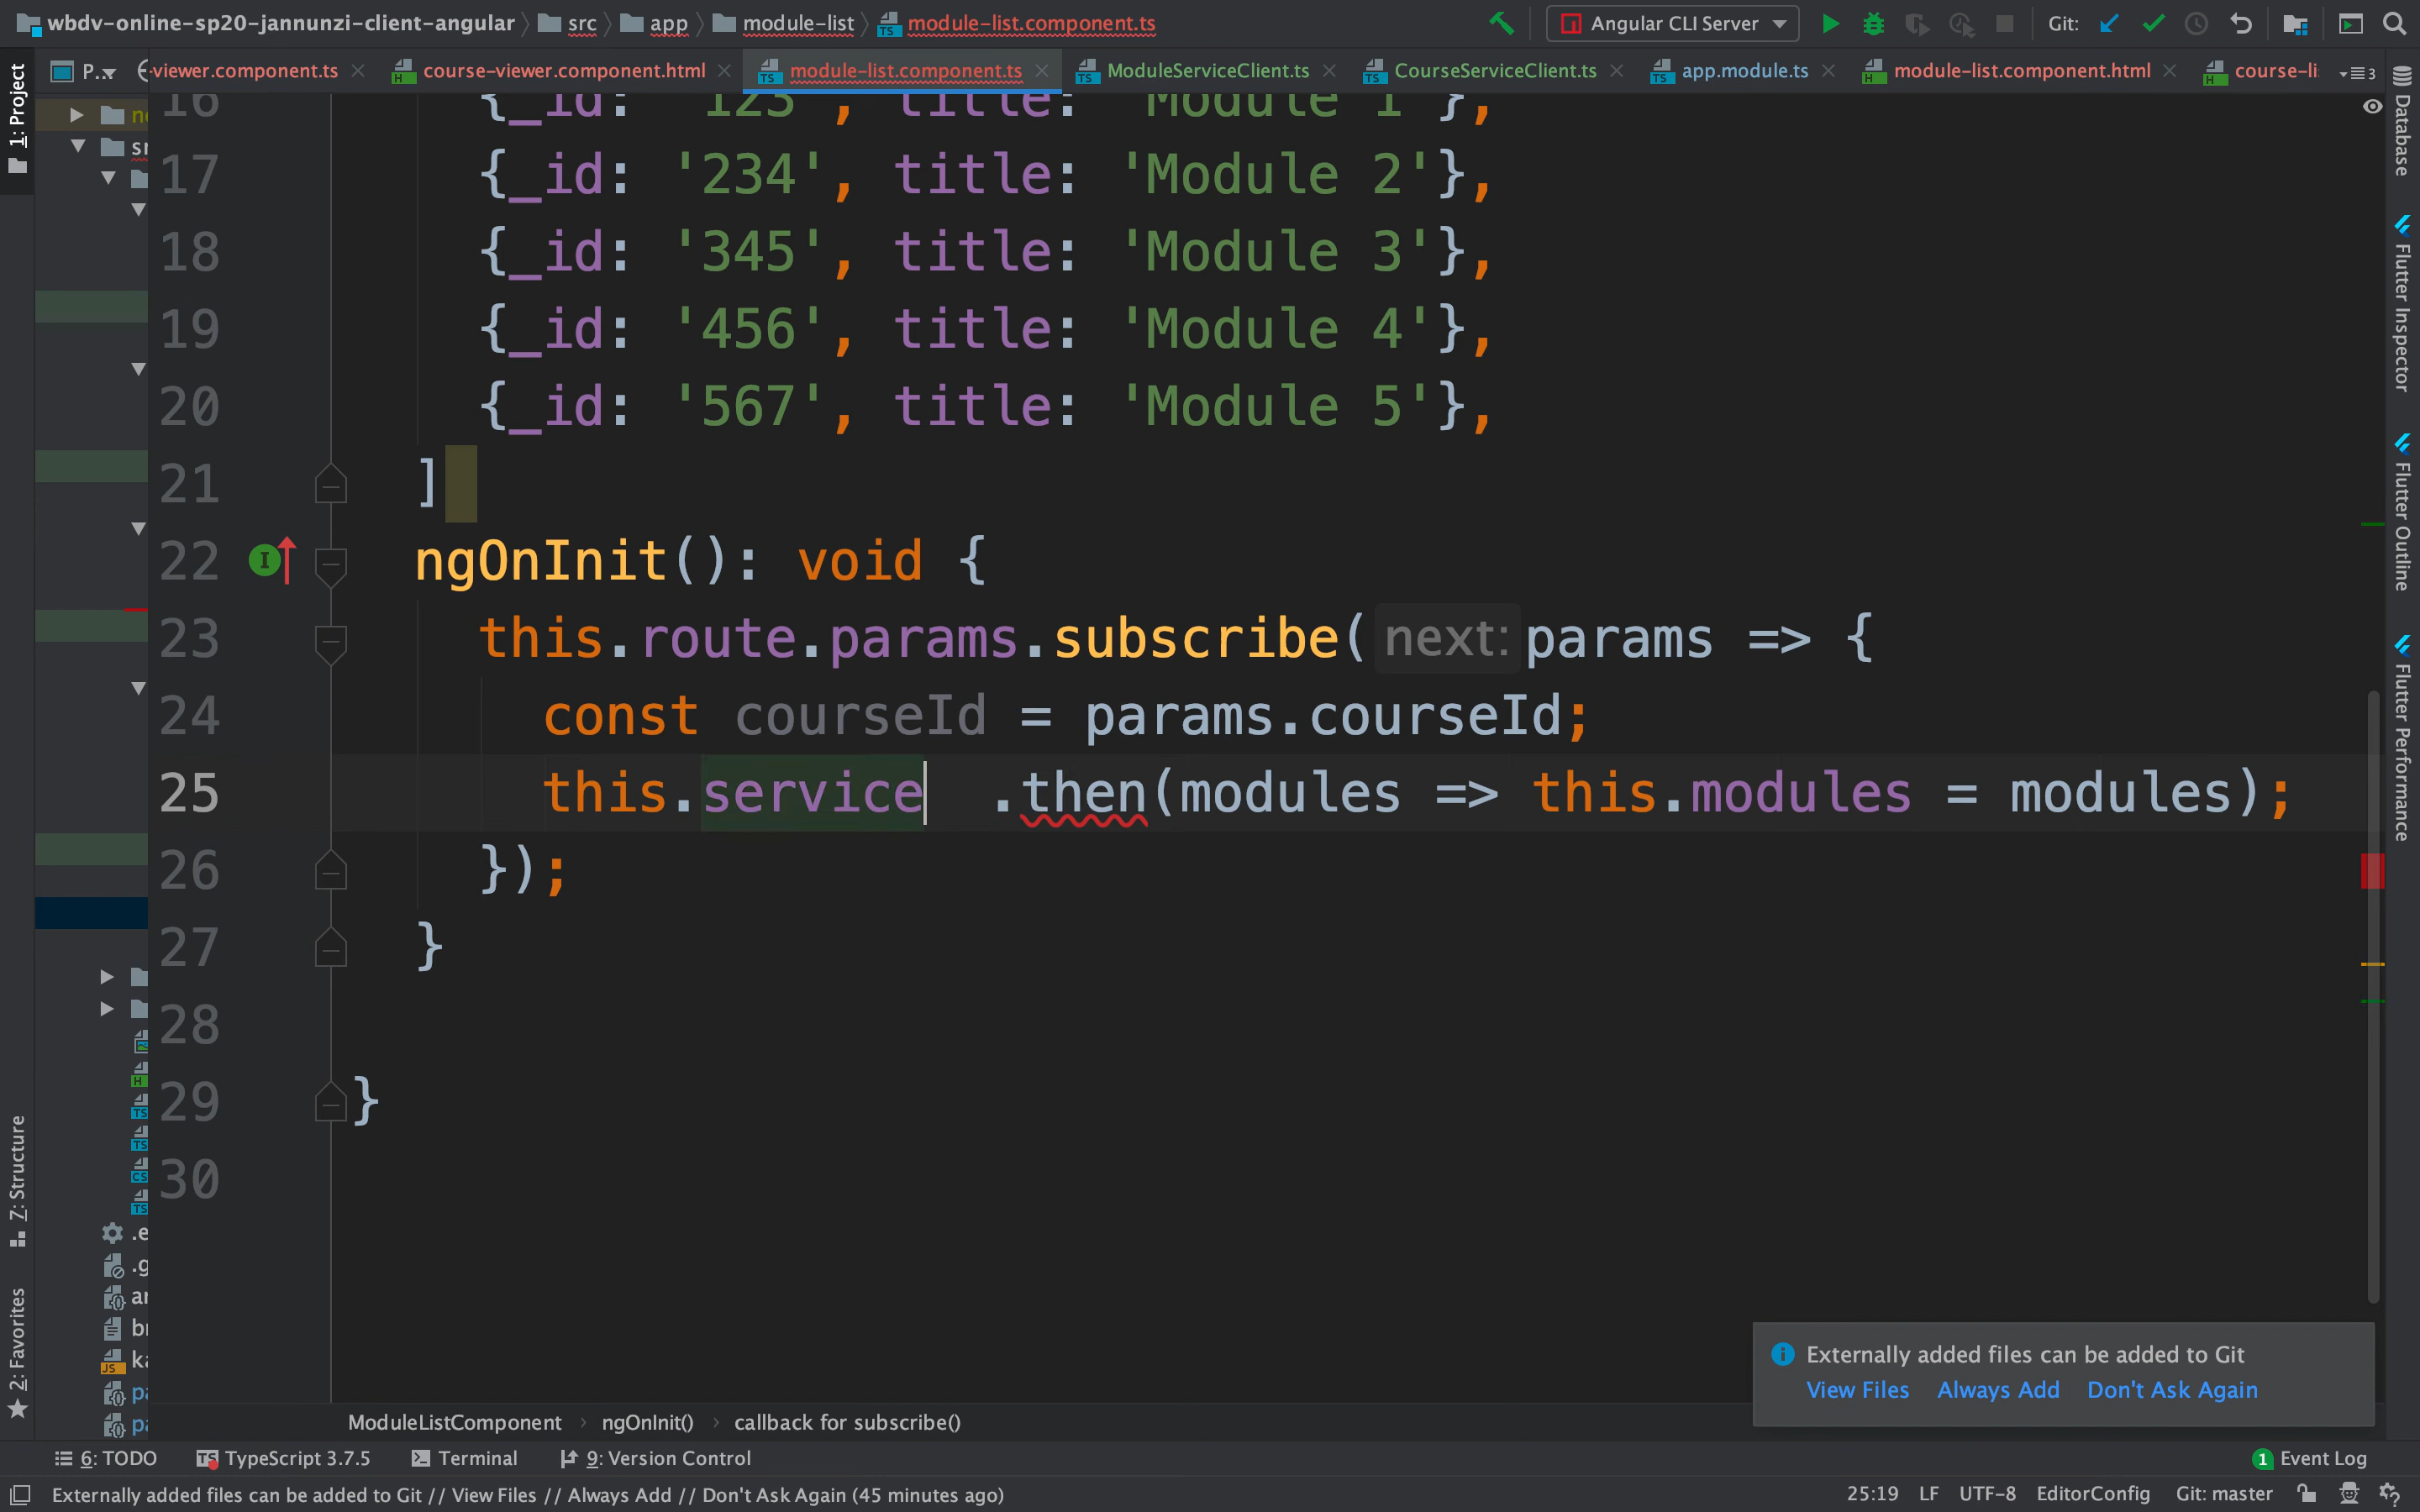 wbdv-online-sp20-jannunzi-client-angular src app module-list module-list.component.ts Angular CLI Server Git:
P... -viewer.component.ts course-viewer.component.html module-list.component.ts ModuleServiceClient.ts CourseServiceClient.ts app.module.ts module-list.component.html course-li 3
1: Project
7: Structure
2: Favorites
Database
Flutter Inspector
Flutter Outline
Flutter Performance
16 {_id: '123', title: 'Module 1'},
17 {_id: '234', title: 'Module 2'},
18 {_id: '345', title: 'Module 3'},
19 {_id: '456', title: 'Module 4'},
20 {_id: '567', title: 'Module 5'},
21 ]
22 ngOnInit(): void {
23 this.route.params.subscribe( next: params => {
24 const courseId = params.courseId;
25 this.service .then(modules => this.modules = modules);
26 });
27 }
28
29 }
30
Externally added files can be added to Git
View Files Always Add Don't Ask Again
ModuleListComponent ngOnInit() callback for subscribe()
6: TODO TypeScript 3.7.5 Terminal 9: Version Control 1 Event Log
Externally added files can be added to Git // View Files // Always Add // Don't Ask Again (45 minutes ago) 25:19 LF UTF-8 EditorConfig Git: master